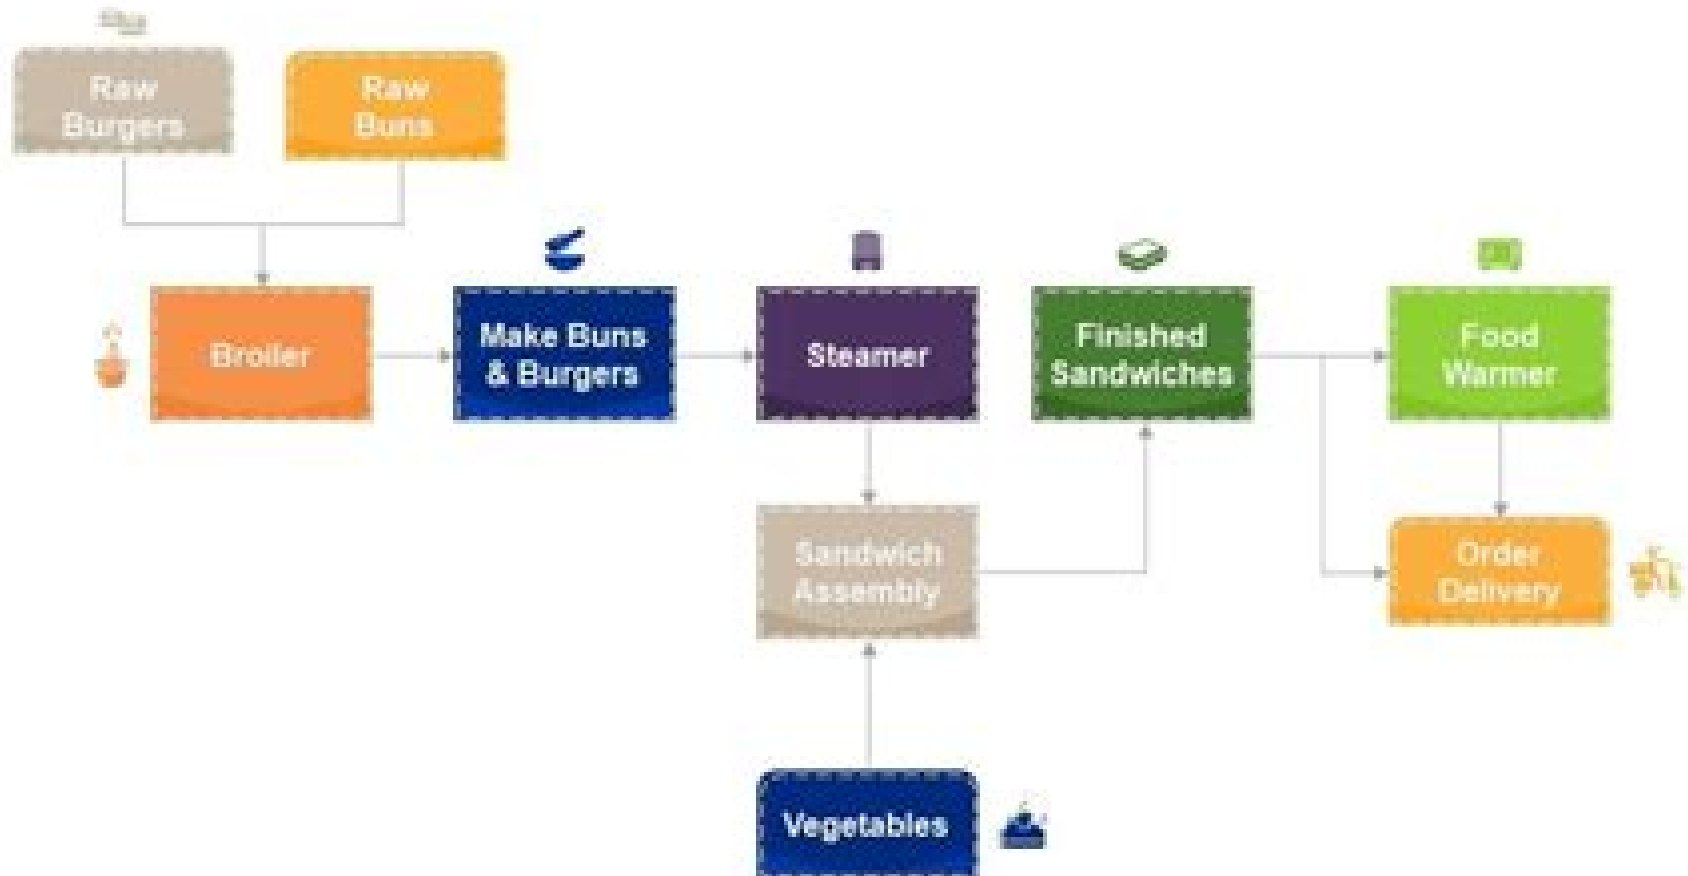 Raw
Burgers
Raw
Buns
Broiler
Make Buns
& Burgers
Steamer
Finished
Sandwiches
Food
Warmer
Sandwich
Assembly
Order
Delivery
Vegetables